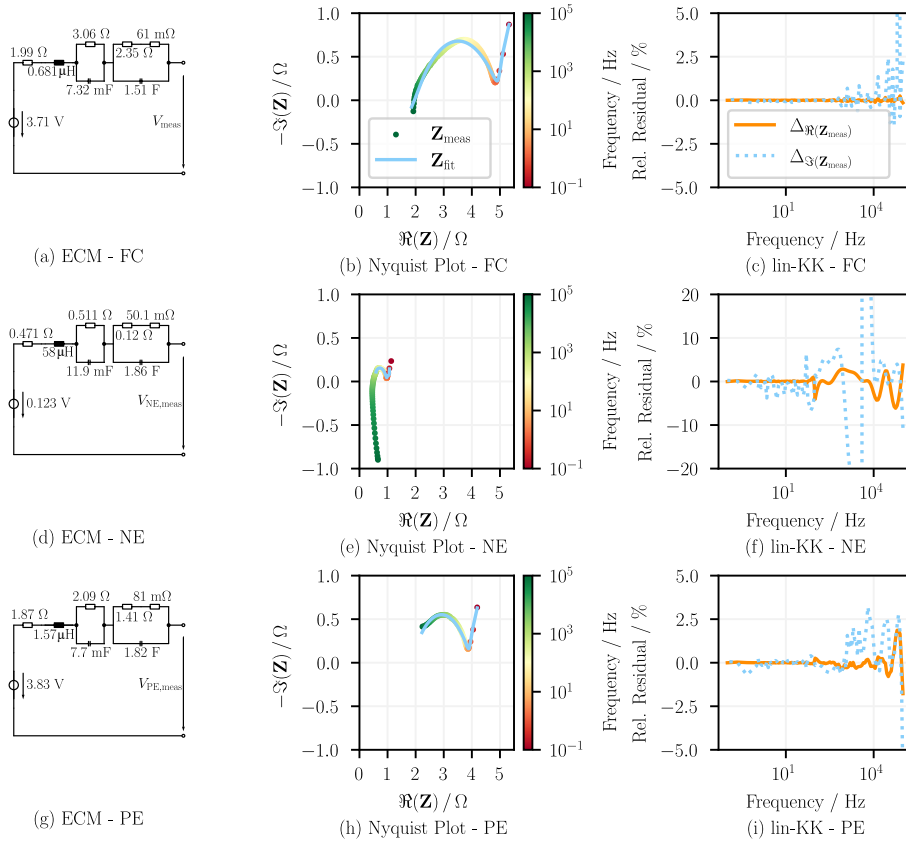 3.06 Ω 61 mΩ
1.99 Ω 2.35 Ω
0.681μH
7.32 mF 1.51 F
3.71 V
V_meas
(a) ECM - FC
1.0
0.5
0.0
−0.5
−1.0
−ℑ(Z) / Ω
Z_meas
Z_fit
0 1 2 3 4 5
ℜ(Z) / Ω
10^5
10^3
10^1
10^−1
Frequency / Hz
(b) Nyquist Plot - FC
5.0
2.5
0.0
−2.5
−5.0
Rel. Residual / %
Δ_ℜ(Z_meas)
Δ_ℑ(Z_meas)
10^1 10^4
Frequency / Hz
(c) lin-KK - FC
0.511 Ω 50.1 mΩ
0.471 Ω 0.12 Ω
58μH
11.9 mF 1.86 F
0.123 V
V_NE,meas
(d) ECM - NE
1.0
0.5
0.0
−0.5
−1.0
−ℑ(Z) / Ω
0 1 2 3 4 5
ℜ(Z) / Ω
10^5
10^3
10^1
10^−1
Frequency / Hz
(e) Nyquist Plot - NE
20
10
0
−10
−20
Rel. Residual / %
10^1 10^4
Frequency / Hz
(f) lin-KK - NE
2.09 Ω 81 mΩ
1.87 Ω 1.41 Ω
1.57μH
7.7 mF 1.82 F
3.83 V
V_PE,meas
(g) ECM - PE
1.0
0.5
0.0
−0.5
−1.0
−ℑ(Z) / Ω
0 1 2 3 4 5
ℜ(Z) / Ω
10^5
10^3
10^1
10^−1
Frequency / Hz
(h) Nyquist Plot - PE
5.0
2.5
0.0
−2.5
−5.0
Rel. Residual / %
10^1 10^4
Frequency / Hz
(i) lin-KK - PE